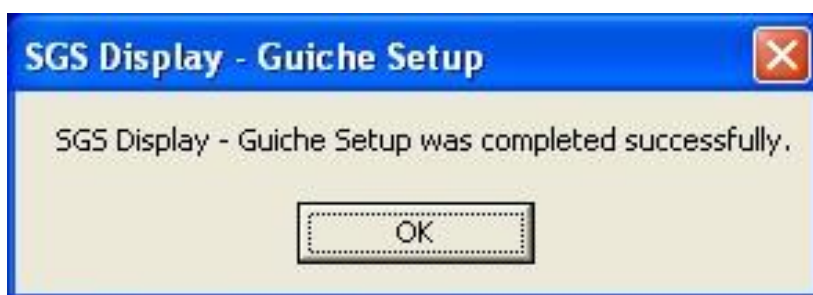 SGS Display - Guiche Setup
SGS Display - Guiche Setup was completed successfully.
OK